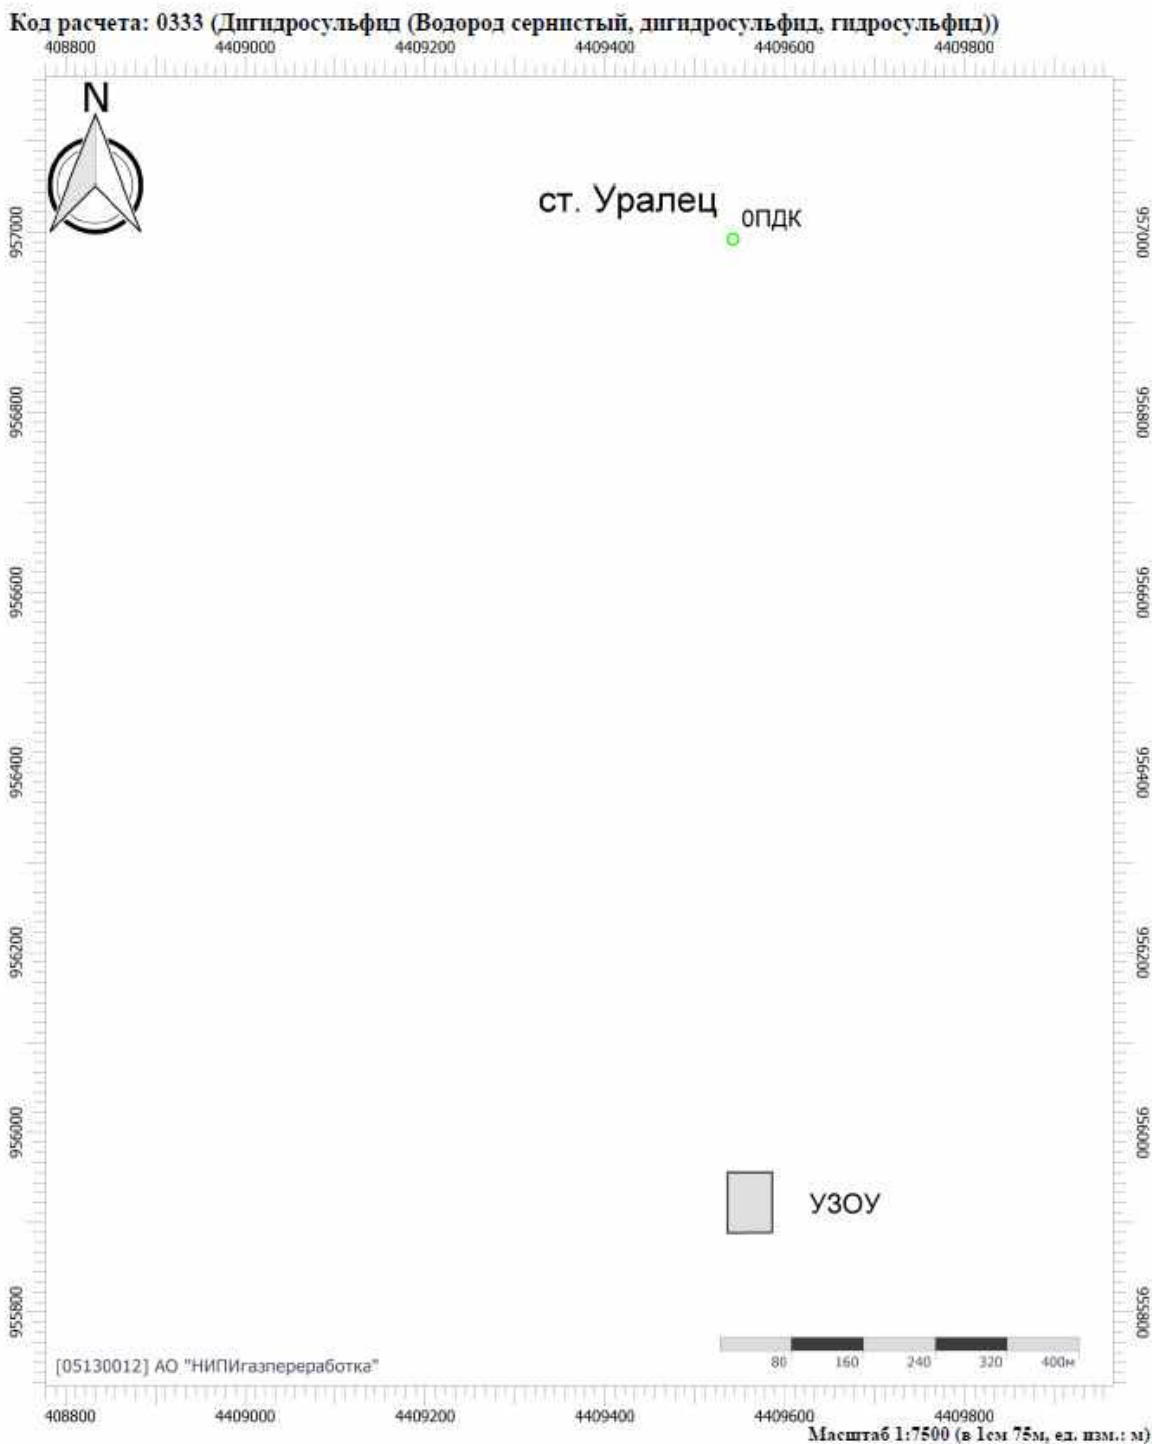 Код расчета: 0333 (Дигидросульфид (Водород сернистый, дигидросульфид, гидросульфид))
408800 4409000 4409200 4409400 4409600 4409800
N
ст. Уралец
0ПДК
957000 957000
956800 956800
956600 956600
956400 956400
956200 956200
956000 956000
УЗОУ
955800 955800
80 160 240 320 400м
[05130012] АО "НИПИгазпереработка"
408800 4409000 4409200 4409400 4409600 4409800
Масштаб 1:7500 (в 1см 75м, ед. изм.: м)